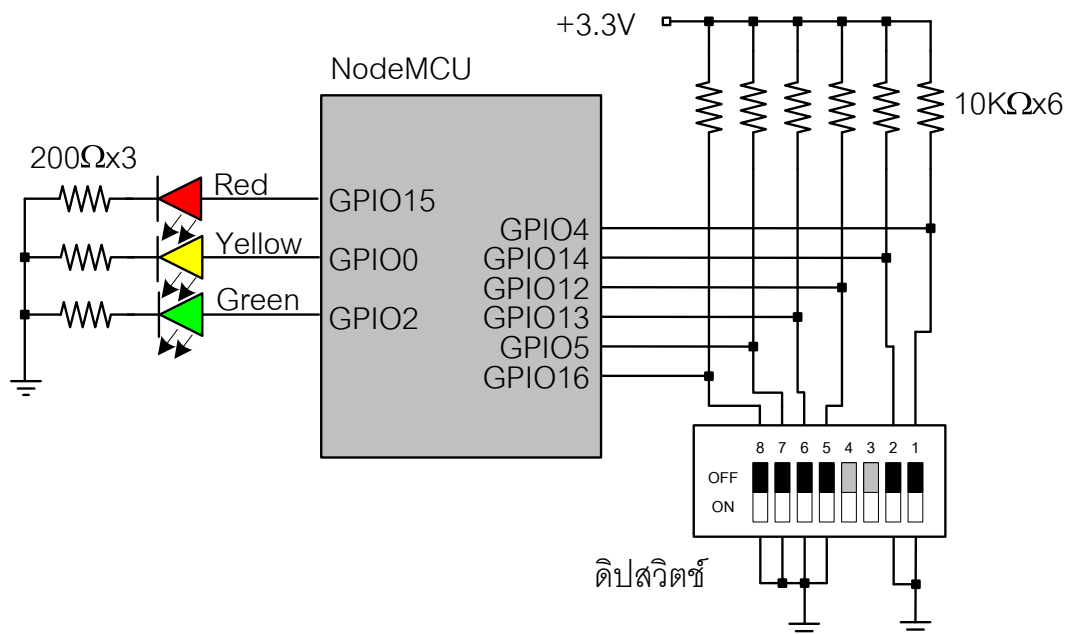 +3.3V
NodeMCU
10KΩx6
200Ωx3
Red
GPIO15
GPIO4
Yellow
GPIO14
GPIO0
GPIO12
Green
GPIO13
GPIO2
GPIO5
GPIO16
8 7 6 5 4 3 2 1
OFF
ON
ดิปสวิตช์